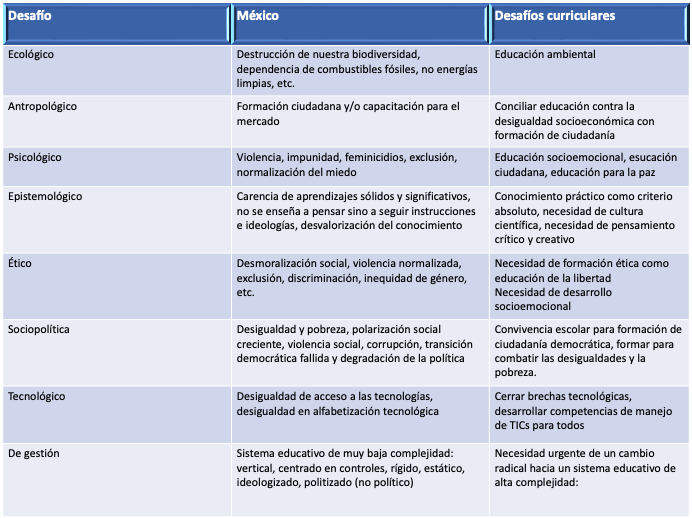 Desafío
México
Desafíos curriculares
Ecológico
Destrucción de nuestra biodiversidad,
dependencia de combustibles fósiles, no energías
limpias, etc.
Educación ambiental
Antropológico
Formación ciudadana y/o capacitación para el
mercado
Conciliar educación contra la
desigualdad socioeconómica con
formación de ciudadanía
Psicológico
Violencia, impunidad, feminicidios, exclusión,
normalización del miedo
Educación socioemocional, esucación
ciudadana, educación para la paz
Epistemológico
Carencia de aprendizajes sólidos y significativos,
no se enseña a pensar sino a seguir instrucciones
e ideologías, desvalorización del conocimiento
Conocimiento práctico como criterio
absoluto, necesidad de cultura
científica, necesidad de pensamiento
crítico y creativo
Ético
Desmoralización social, violencia normalizada,
exclusión, discriminación, inequidad de género,
etc.
Necesidad de formación ética como
educación de la libertad
Necesidad de desarrollo
socioemocional
Sociopolítica
Desigualdad y pobreza, polarización social
creciente, violencia social, corrupción, transición
democrática fallida y degradación de la política
Convivencia escolar para formación de
ciudadanía democrática, formar para
combatir las desigualdades y la
pobreza.
Tecnológico
Desigualdad de acceso a las tecnologías,
desigualdad en alfabetización tecnológica
Cerrar brechas tecnológicas,
desarrollar competencias de manejo
de TICs para todos
De gestión
Sistema educativo de muy baja complejidad:
vertical, centrado en controles, rígido, estático,
ideologizado, politizado (no político)
Necesidad urgente de un cambio
radical hacia un sistema educativo de
alta complejidad: